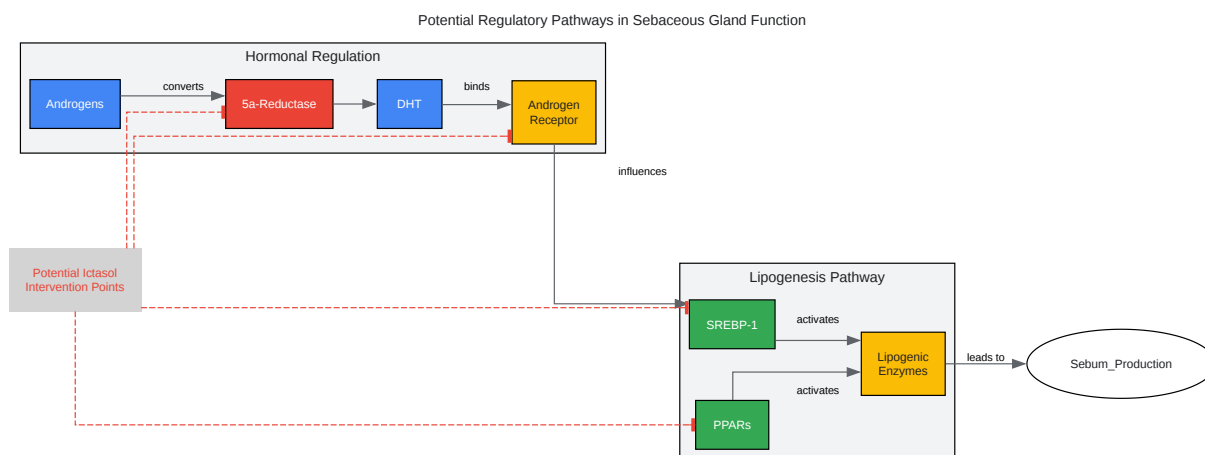 Potential Regulatory Pathways in Sebaceous Gland Function
Hormonal Regulation
Androgens
converts
5a-Reductase
DHT
binds
Androgen
Receptor
influences
Potential Ictasol
Intervention Points
Lipogenesis Pathway
SREBP-1
activates
Lipogenic
Enzymes
leads to
Sebum_Production
activates
PPARs